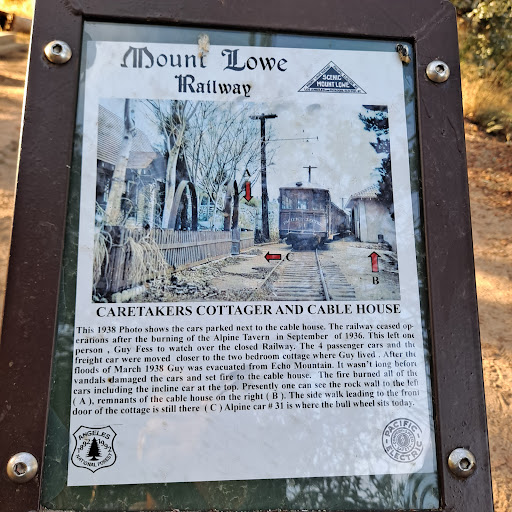 Mount Lowe
Railway
SCENIC
MOUNT LOWE
A
C
B
CARETAKERS COTTAGER AND CABLE HOUSE
This 1938 Photo shows the cars parked next to the cable house. The railway ceased op-
erations after the burning of the Alpine Tavern in September of 1936. This left one
person , Guy Fess to watch over the closed Railway. The 4 passenger cars and the
freight car were moved closer to the two bedroom cottage where Guy lived . After the
floods of March 1938 Guy was evacuated from Echo Mountain. It wasn't long before
vandals damaged the cars and set fire to the cable house. The fire burned all of the
cars including the incline car at the top. Presently one can see the rock wall to the left
( A ), remnants of the cable house on the right ( B ). The side walk leading to the front
door of the cottage is still there ( C ) Alpine car # 31 is where the bull wheel sits today.
ANGELES
NATIONAL FOREST
PACIFIC
ELECTRIC